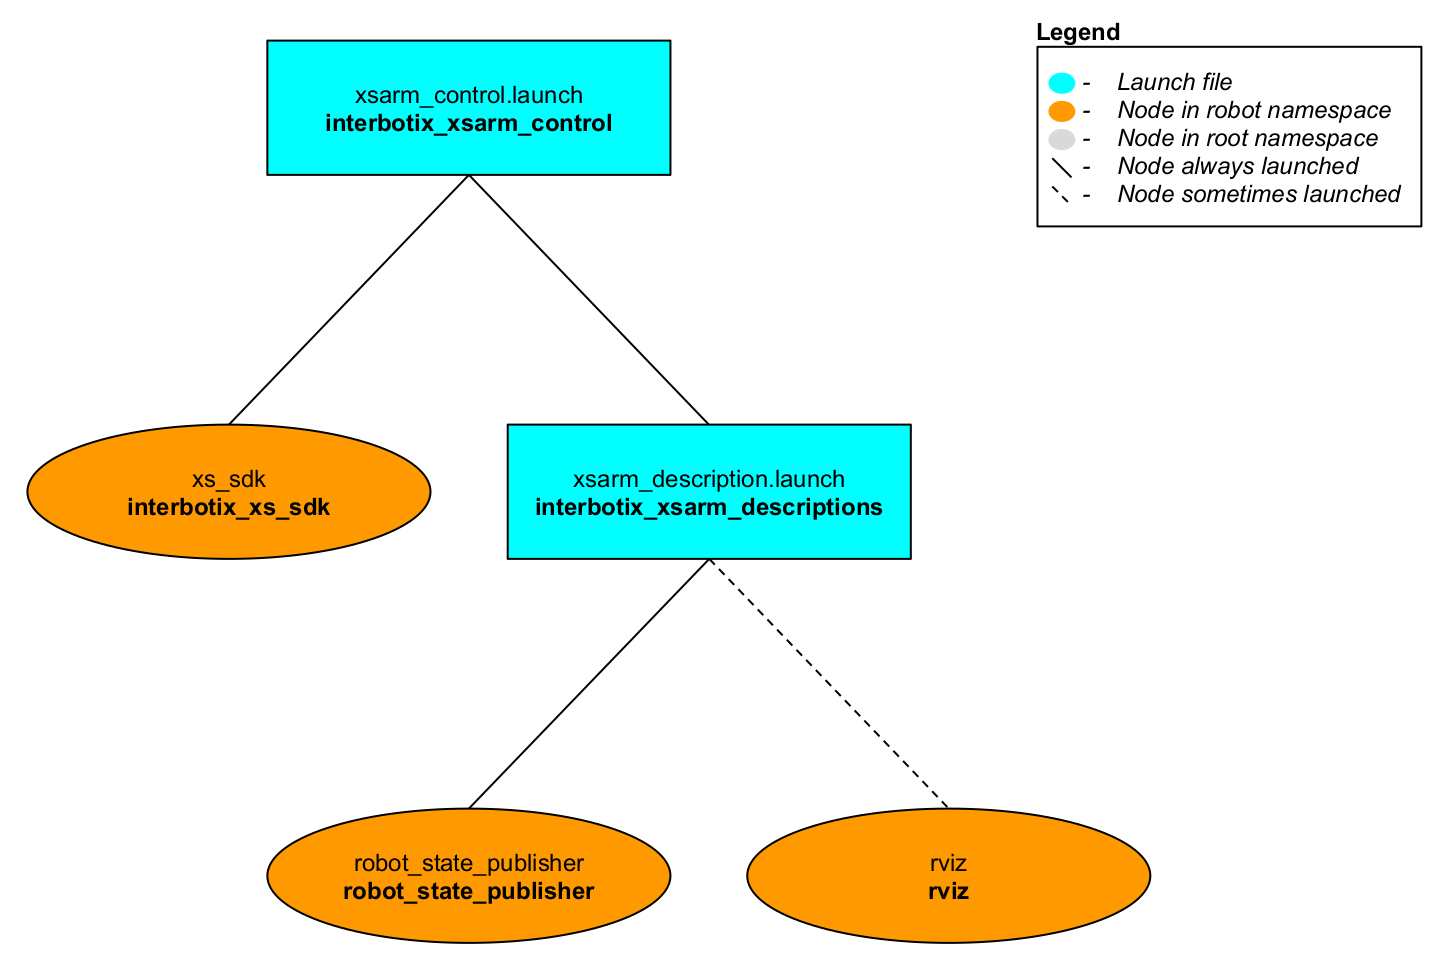 Legend
- Launch file
- Node in robot namespace
- Node in root namespace
- Node always launched
- Node sometimes launched
xsarm_control.launch
interbotix_xsarm_control
xs_sdk
interbotix_xs_sdk
xsarm_description.launch
interbotix_xsarm_descriptions
robot_state_publisher
robot_state_publisher
rviz
rviz